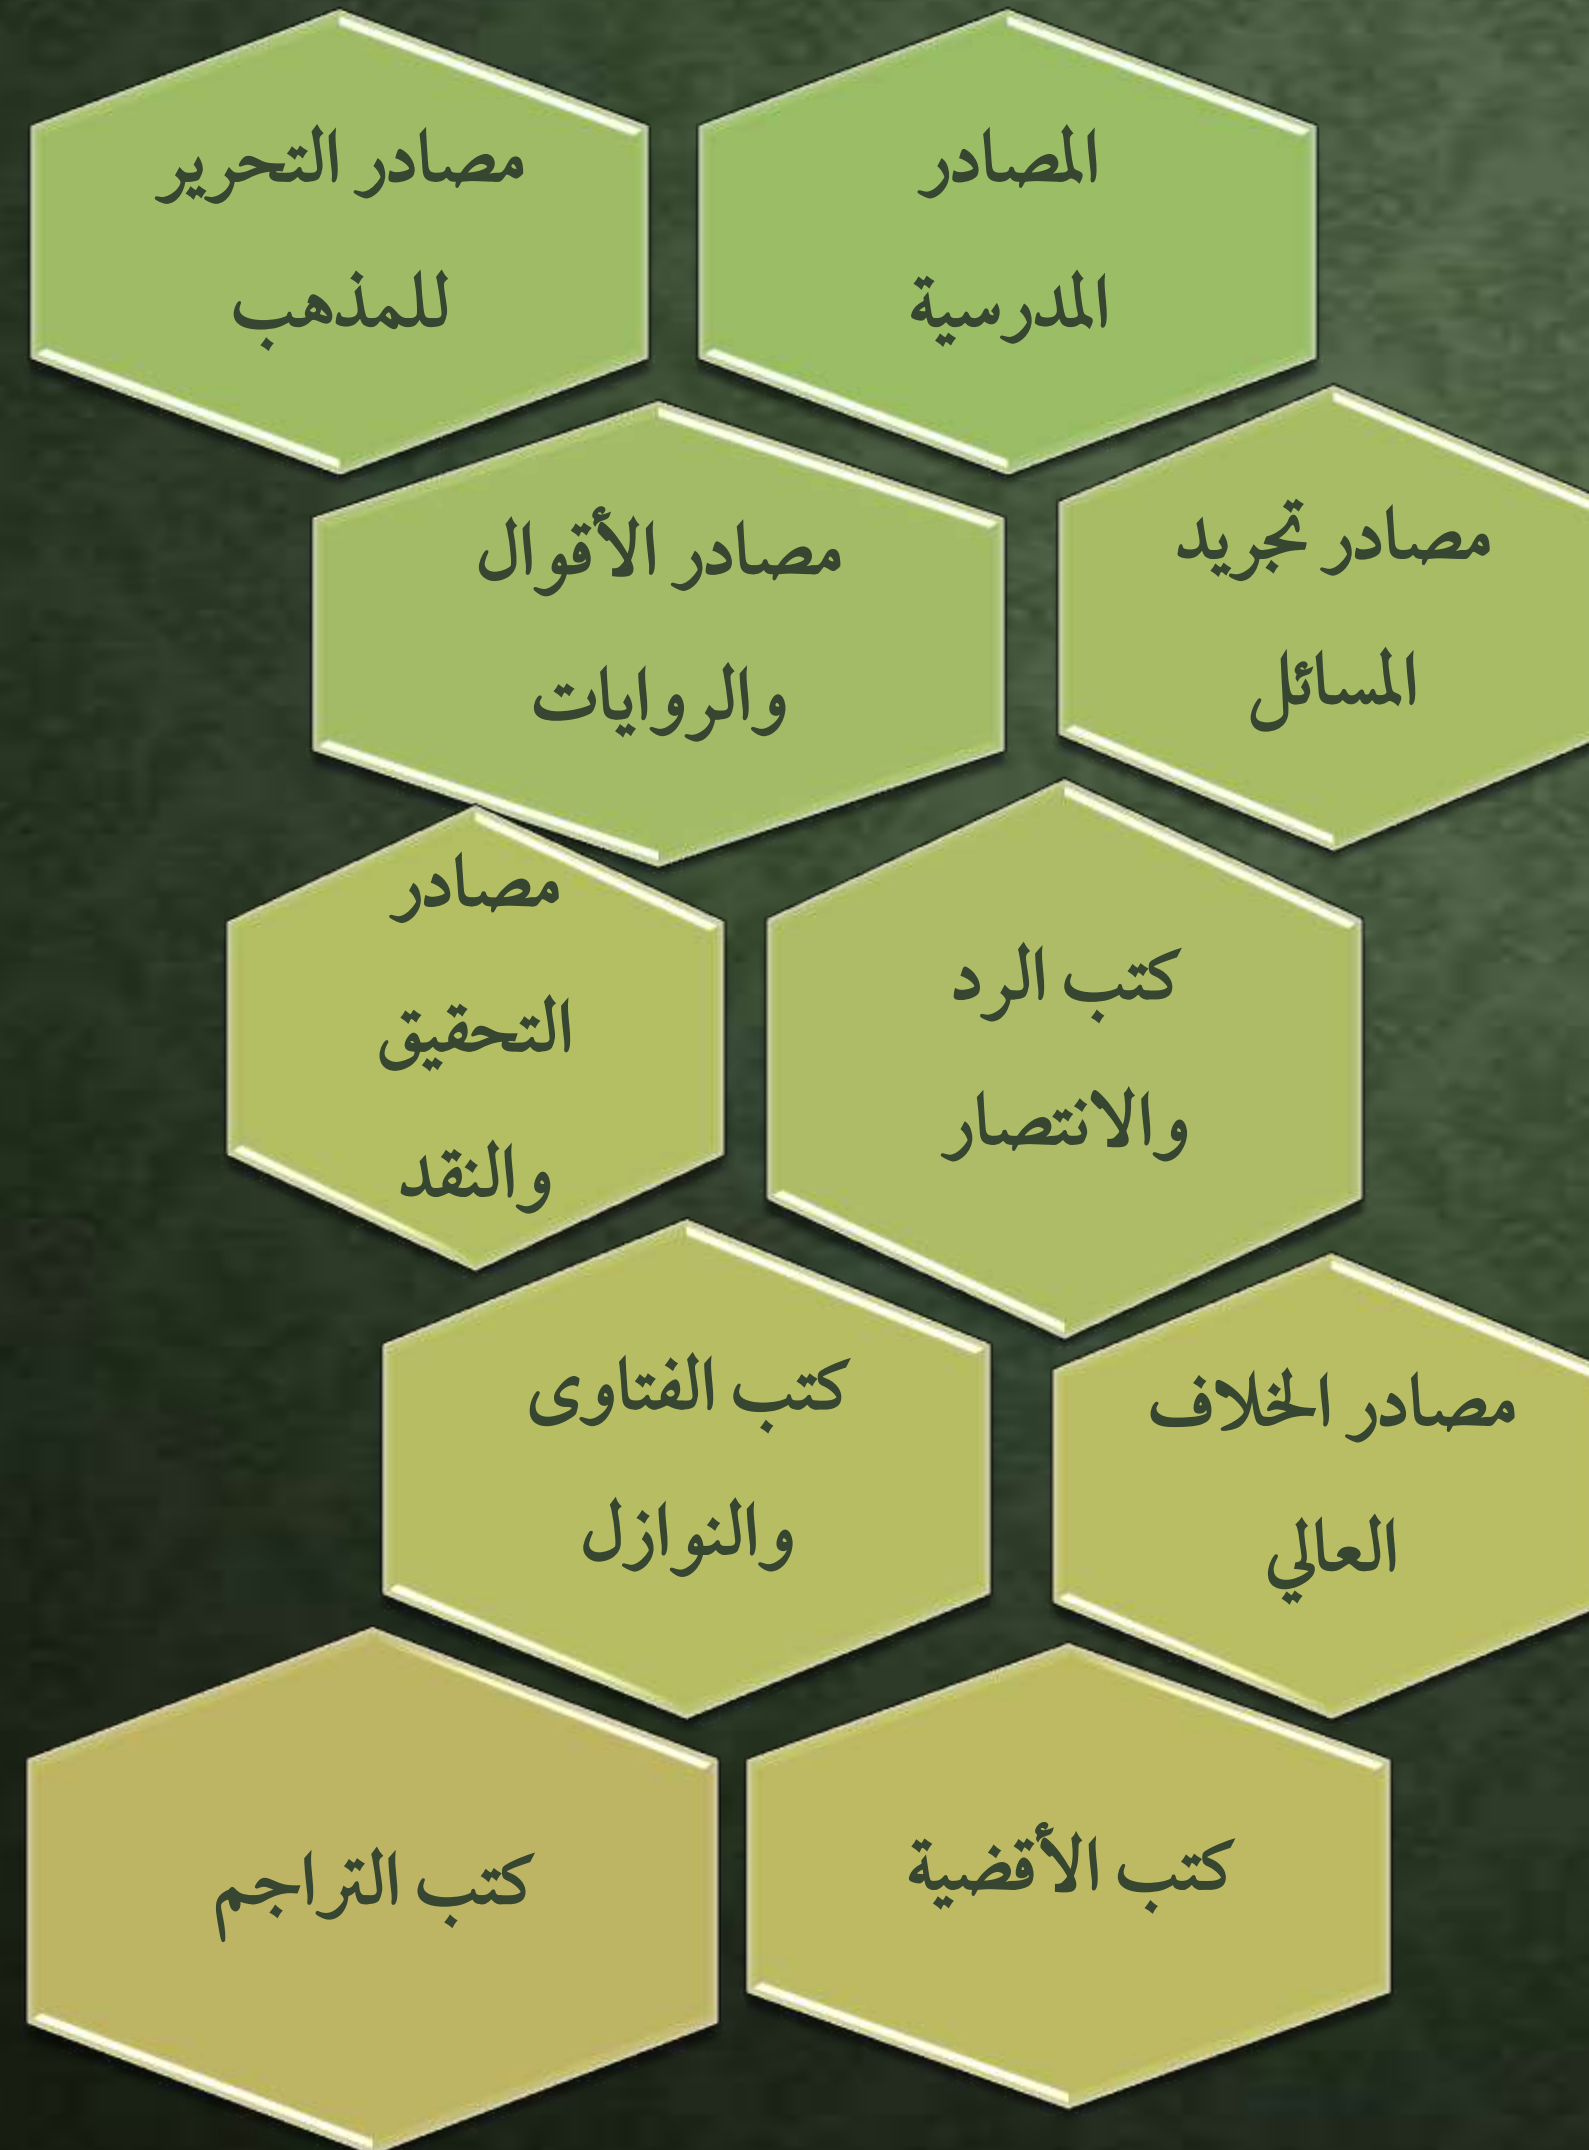 المصادر
المدرسية
مصادر التحرير
للمذهب
مصادر تجريد
المسائل
مصادر الأقوال
والروايات
كتب الرد
والانتصار
مصادر
التحقيق
والنقد
مصادر الخلاف
العالي
كتب الفتاوى
والنوازل
كتب الأقضية
كتب التراجم